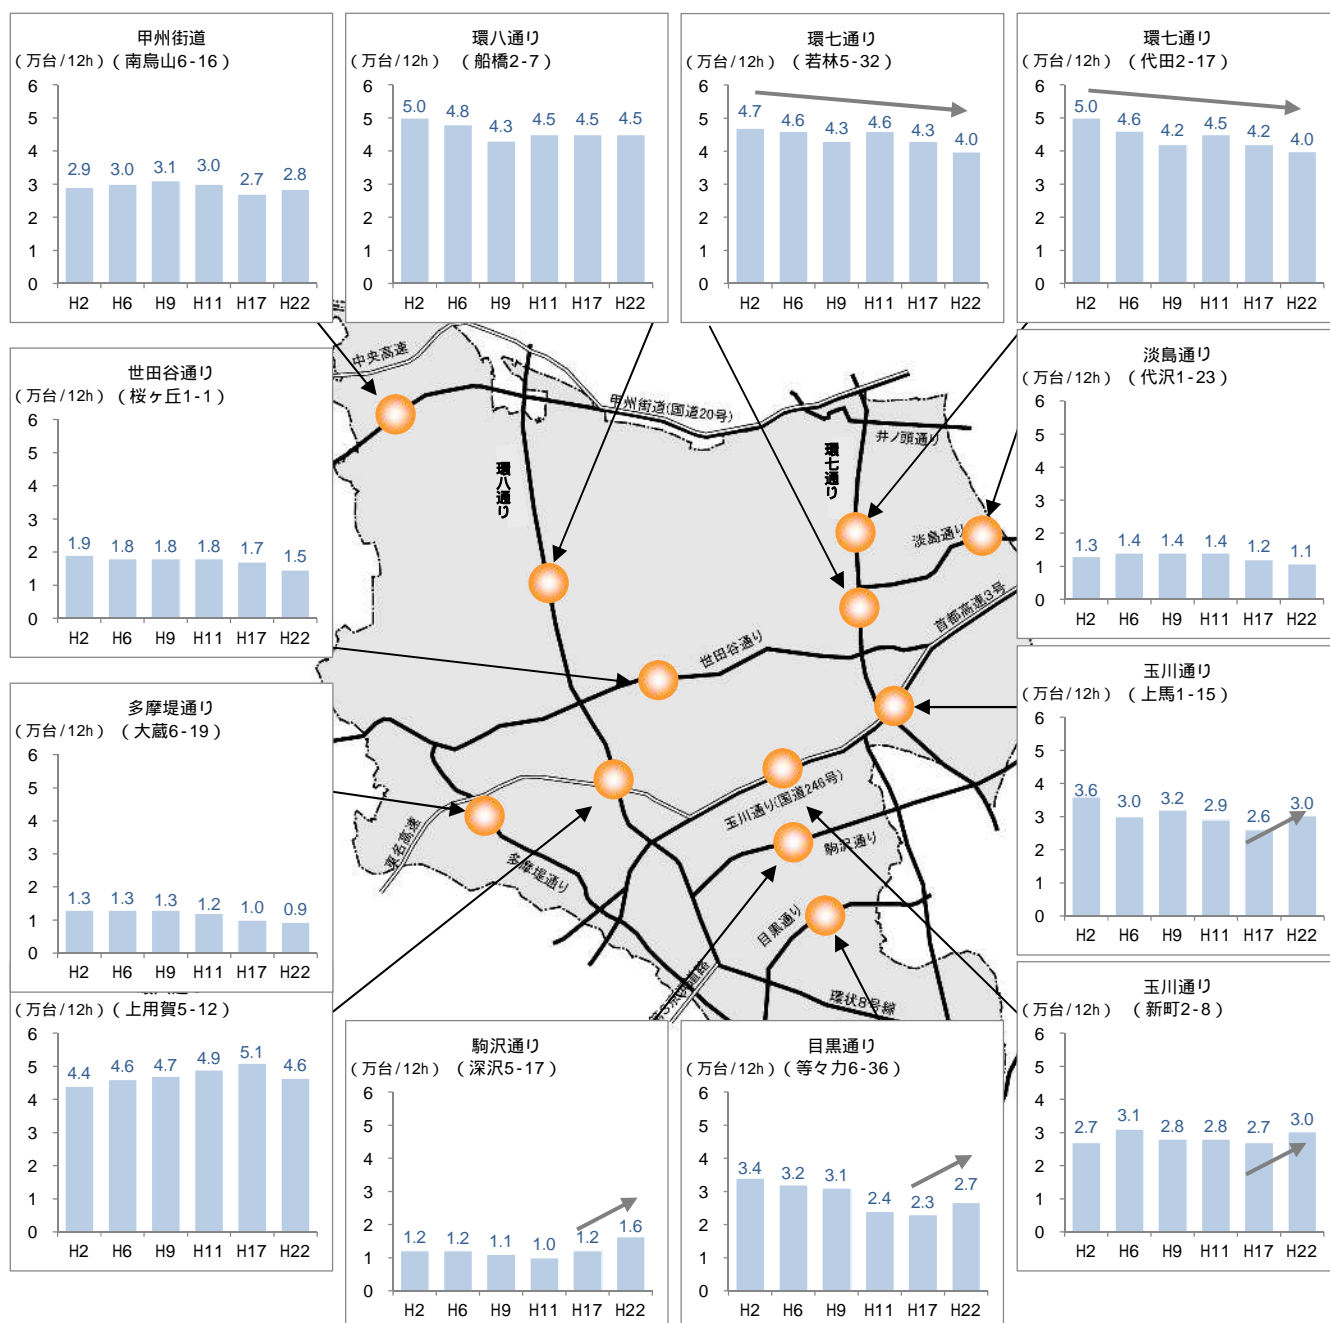 甲州街道
(万台/12h) (南烏山6-16)
6
5
4
3
2
1
0
2.9 3.0 3.1 3.0 2.7 2.8
H2 H6 H9 H11 H17 H22
環八通り
(万台/12h) (船橋2-7)
6
5
4
3
2
1
0
5.0 4.8 4.3 4.5 4.5 4.5
H2 H6 H9 H11 H17 H22
環七通り
(万台/12h) (若林5-32)
6
5
4
3
2
1
0
4.7 4.6 4.3 4.6 4.3 4.0
H2 H6 H9 H11 H17 H22
環七通り
(万台/12h) (代田2-17)
6
5
4
3
2
1
0
5.0 4.6 4.2 4.5 4.2 4.0
H2 H6 H9 H11 H17 H22
世田谷通り
(万台/12h) (桜ヶ丘1-1)
6
5
4
3
2
1
0
1.9 1.8 1.8 1.8 1.7 1.5
H2 H6 H9 H11 H17 H22
淡島通り
(万台/12h) (代沢1-23)
6
5
4
3
2
1
0
1.3 1.4 1.4 1.4 1.2 1.1
H2 H6 H9 H11 H17 H22
中央高速
甲州街道(国道20号)
井ノ頭通り
環八通り
環七通り
淡島通り
首都高速3号
世田谷通り
玉川通り(国道246号)
駒沢通り
東名高速
多摩堤通り
目黒通り
環状8号線
多摩堤通り
(万台/12h) (大蔵6-19)
6
5
4
3
2
1
0
1.3 1.3 1.3 1.2 1.0 0.9
H2 H6 H9 H11 H17 H22
玉川通り
(万台/12h) (上馬1-15)
6
5
4
3
2
1
0
3.6 3.0 3.2 2.9 2.6 3.0
H2 H6 H9 H11 H17 H22
(万台/12h) (上用賀5-12)
6
5
4
3
2
1
0
4.4 4.6 4.7 4.9 5.1 4.6
H2 H6 H9 H11 H17 H22
駒沢通り
(万台/12h) (深沢5-17)
6
5
4
3
2
1
0
1.2 1.2 1.1 1.0 1.2 1.6
H2 H6 H9 H11 H17 H22
目黒通り
(万台/12h) (等々力6-36)
6
5
4
3
2
1
0
3.4 3.2 3.1 2.4 2.3 2.7
H2 H6 H9 H11 H17 H22
玉川通り
(万台/12h) (新町2-8)
6
5
4
3
2
1
0
2.7 3.1 2.8 2.8 2.7 3.0
H2 H6 H9 H11 H17 H22